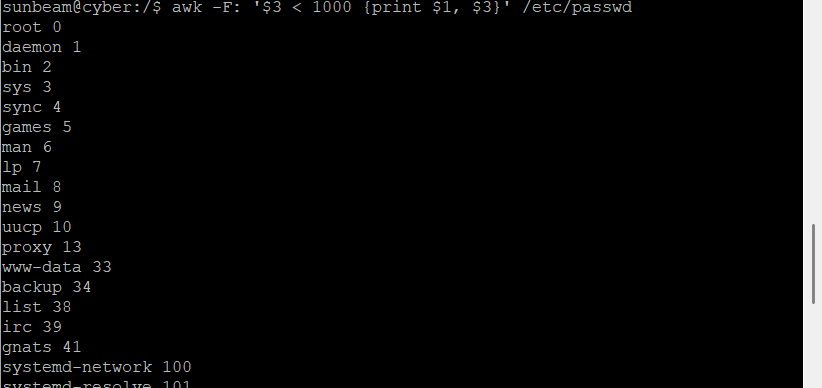 sunbeam@cyber:/$ awk -F: '$3 < 1000 {print $1, $3}' /etc/passwd
root 0
daemon 1
bin 2
sys 3
sync 4
games 5
man 6
lp 7
mail 8
news 9
uucp 10
proxy 13
www-data 33
backup 34
list 38
irc 39
gnats 41
systemd-network 100
systemd-resolve 101